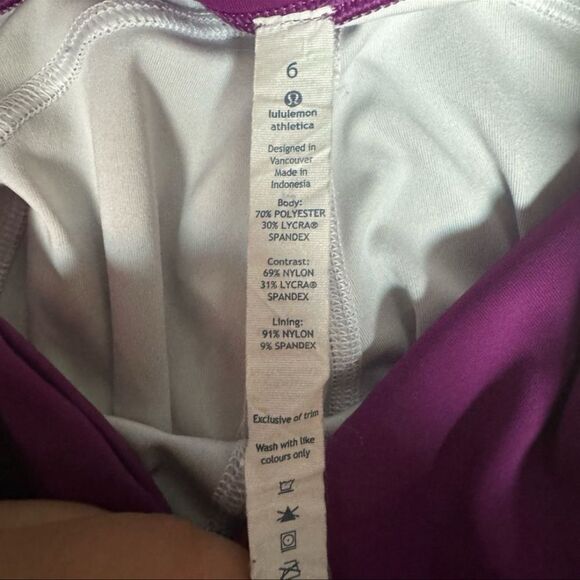 6
lululemon
athletica
Designed in
Vancouver
Made in
Indonesia
Body:
70% POLYESTER
30% LYCRA®
SPANDEX
Contrast:
69% NYLON
31% LYCRA®
SPANDEX
Lining:
91% NYLON
9% SPANDEX
Exclusive of trim
Wash with like
colours only